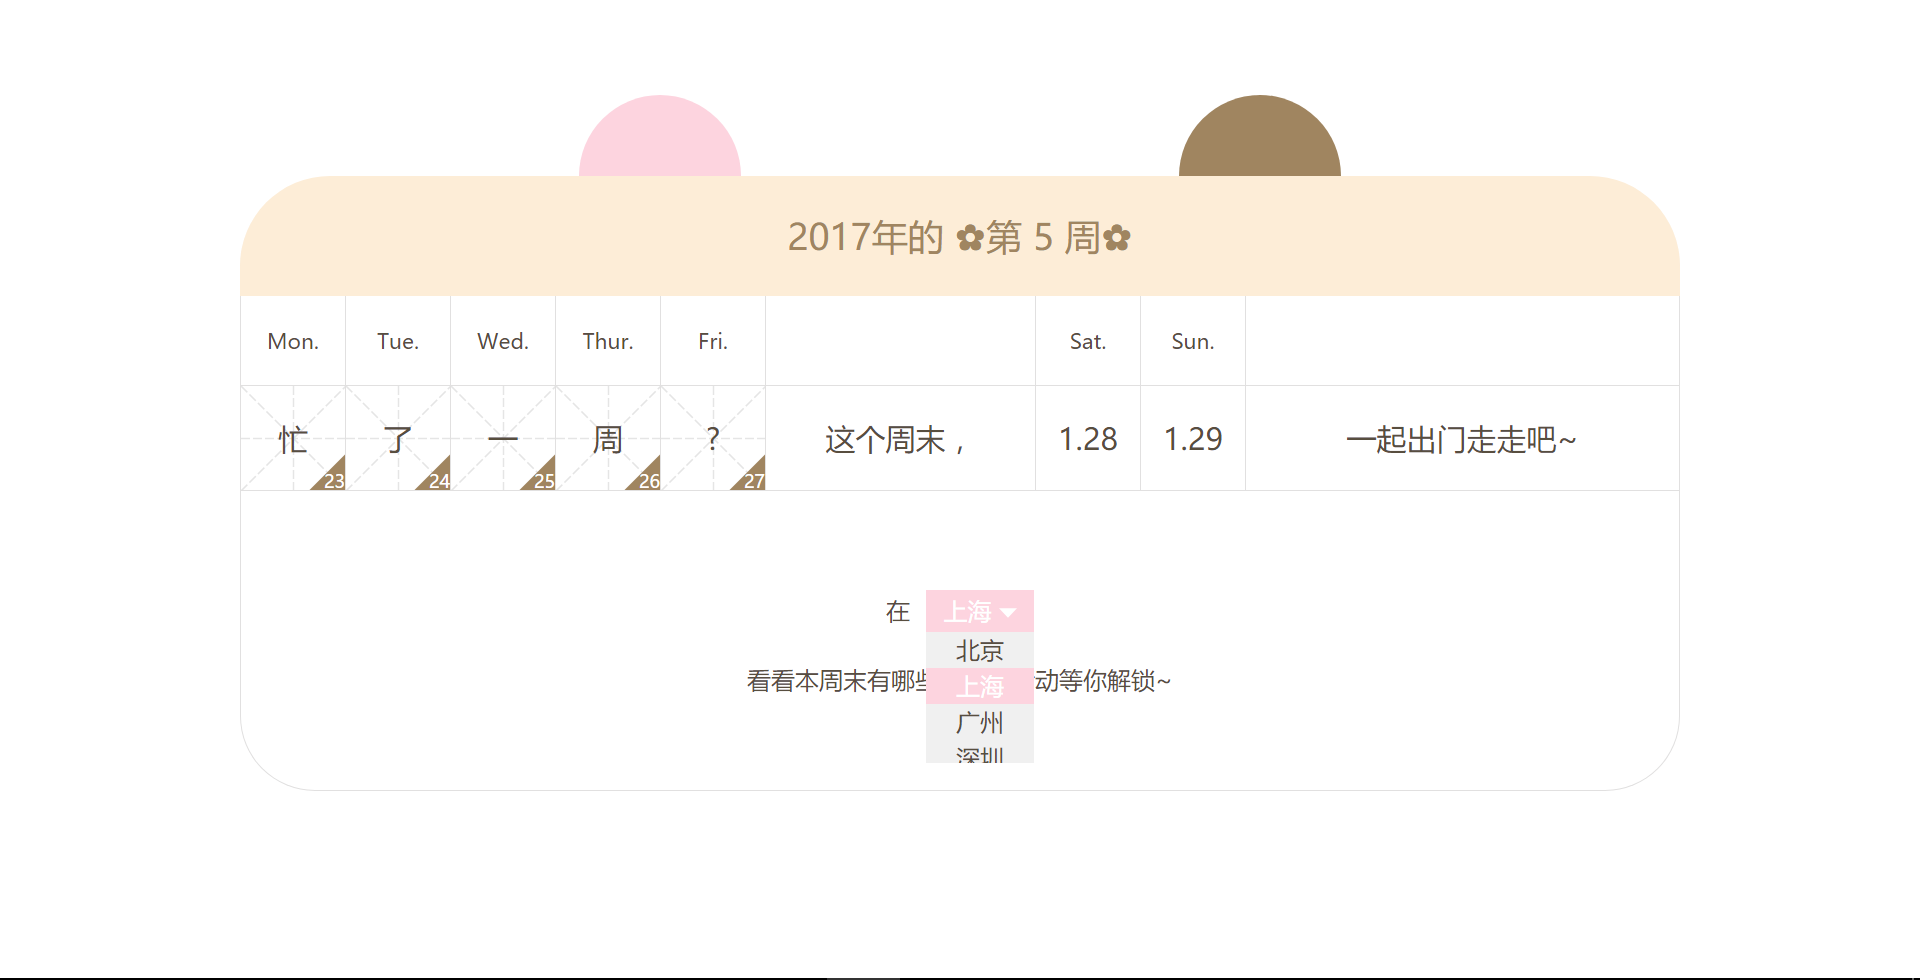 2017年的 ✿第 5 周✿
Mon. Tue. Wed. Thur. Fri. Sat. Sun.
忙 了 一 周 ? 这个周末， 1.28 1.29 一起出门走走吧~
23 24 25 26 27
在 上海
北京
看看本周末有哪 动等你解锁~
上海
广州
深圳